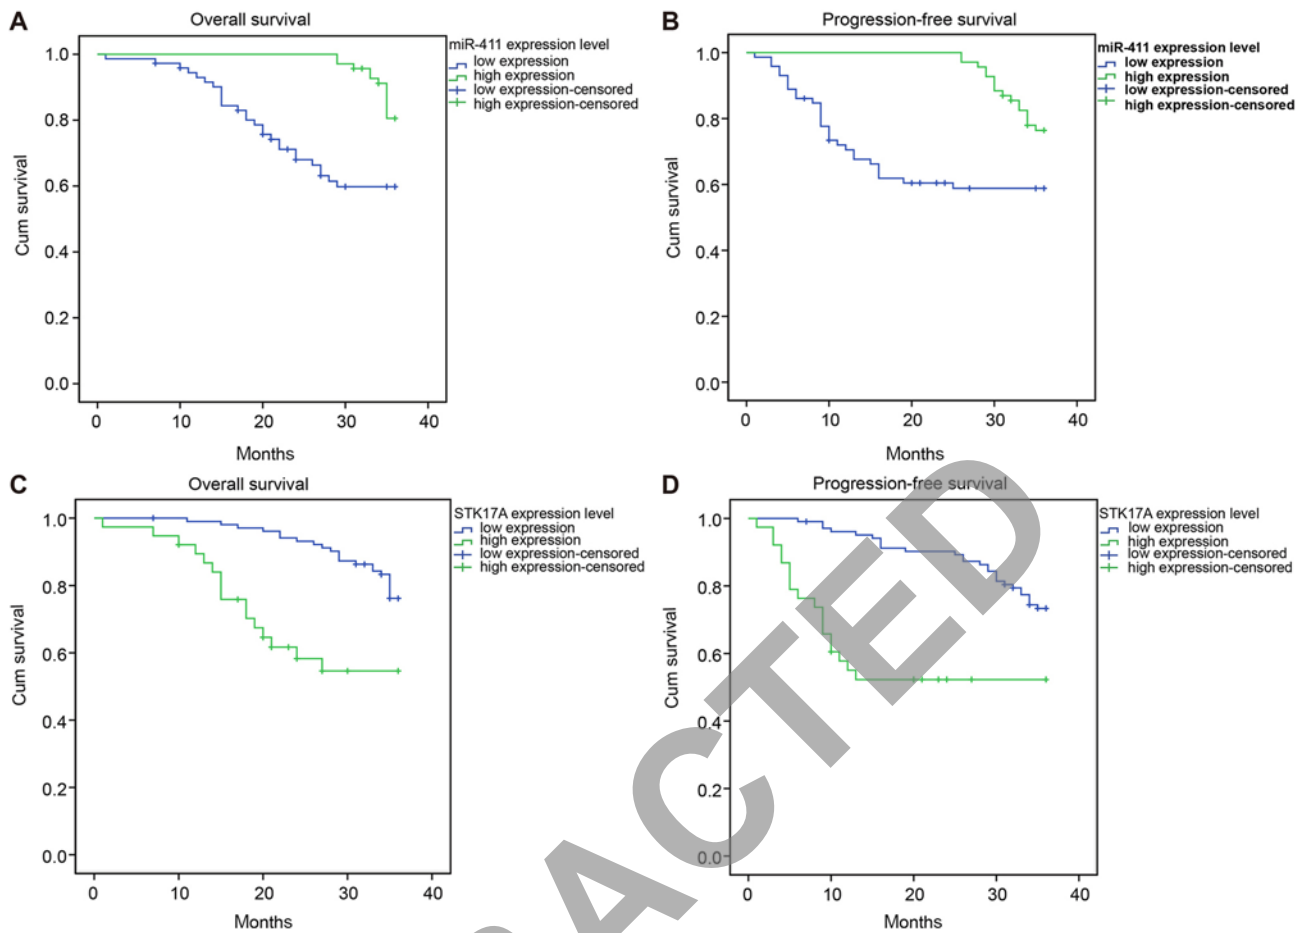 A
Overall survival
miR-411 expression level
low expression
high expression
low expression-censored
high expression-censored
1.0
0.8
0.6
0.4
0.2
0.0
Cum survival
0 10 20 30 40
Months
B
Progression-free survival
miR-411 expression level
low expression
high expression
low expression-censored
high expression-censored
1.0
0.8
0.6
0.4
0.2
0.0
Cum survival
0 10 20 30 40
Months
C
Overall survival
STK17A expression level
low expression
high expression
low expression-censored
high expression-censored
1.0
0.8
0.6
0.4
0.2
0.0
Cum survival
0 10 20 30 40
Months
D
Progression-free survival
STK17A expression level
low expression
high expression
low expression-censored
high expression-censored
1.0
0.8
0.6
0.4
0.2
0.0
Cum survival
0 10 20 30 40
Months
ACTED